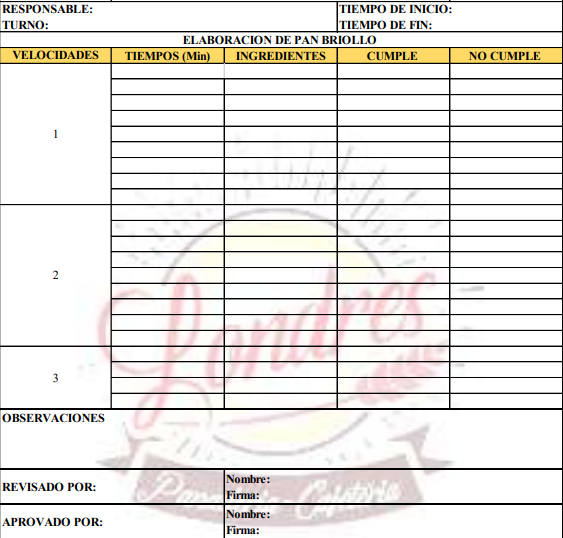 RESPONSABLE: TIEMPO DE INICIO:
TURNO: TIEMPO DE FIN:
ELABORACION DE PAN BRIOLLO
VELOCIDADES TIEMPOS (Min) INGREDIENTES CUMPLE NO CUMPLE
1
2
3
Londres
OBSERVACIONES
Panadería - Cafetería
REVISADO POR: Nombre:
Firma:
APROVADO POR: Nombre:
Firma: